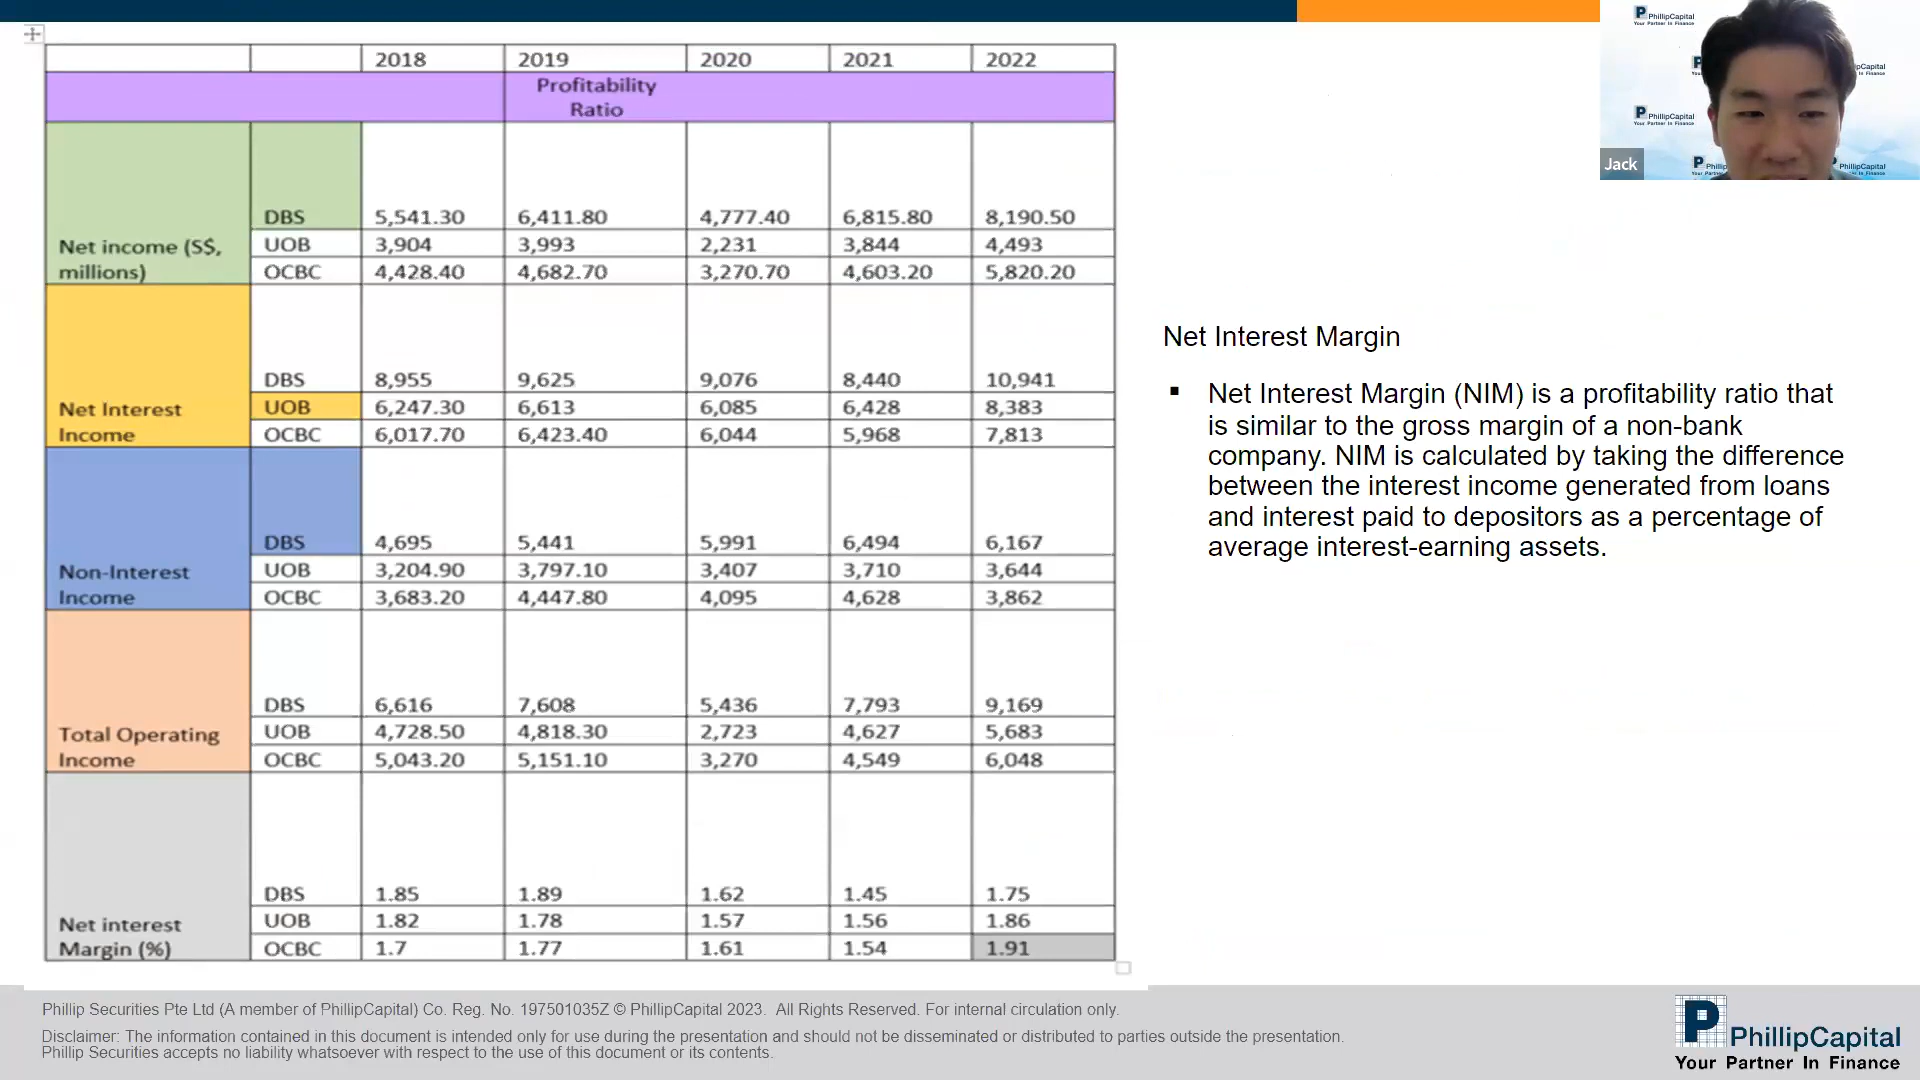 2018 2019 2020 2021 2022
Profitability
Ratio
DBS 5,541.30 6,411.80 4,777.40 6,815.80 8,190.50
Net income (S$, UOB 3,904 3,993 2,231 3,844 4,493
millions) OCBC 4,428.40 4,682.70 3,270.70 4,603.20 5,820.20
DBS 8,955 9,625 9,076 8,440 10,941
Net Interest UOB 6,247.30 6,613 6,085 6,428 8,383
Income OCBC 6,017.70 6,423.40 6,044 5,968 7,813
DBS 4,695 5,441 5,991 6,494 6,167
Non-Interest UOB 3,204.90 3,797.10 3,407 3,710 3,644
Income OCBC 3,683.20 4,447.80 4,095 4,628 3,862
DBS 6,616 7,608 5,436 7,793 9,169
Total Operating UOB 4,728.50 4,818.30 2,723 4,627 5,683
Income OCBC 5,043.20 5,151.10 3,270 4,549 6,048
DBS 1.85 1.89 1.62 1.45 1.75
Net interest UOB 1.82 1.78 1.57 1.56 1.86
Margin (%) OCBC 1.7 1.77 1.61 1.54 1.91
PhillipCapital
Your Partner In Finance
PhillipCapital
Your Partner In Finance
Jack
Net Interest Margin
▪ Net Interest Margin (NIM) is a profitability ratio that
is similar to the gross margin of a non-bank
company. NIM is calculated by taking the difference
between the interest income generated from loans
and interest paid to depositors as a percentage of
average interest-earning assets.
Phillip Securities Pte Ltd (A member of PhillipCapital) Co. Reg. No. 197501035Z © PhillipCapital 2023. All Rights Reserved. For internal circulation only.
Disclaimer: The information contained in this document is intended only for use during the presentation and should not be disseminated or distributed to parties outside the presentation.
Phillip Securities accepts no liability whatsoever with respect to the use of this document or its contents.
PhillipCapital
Your Partner In Finance